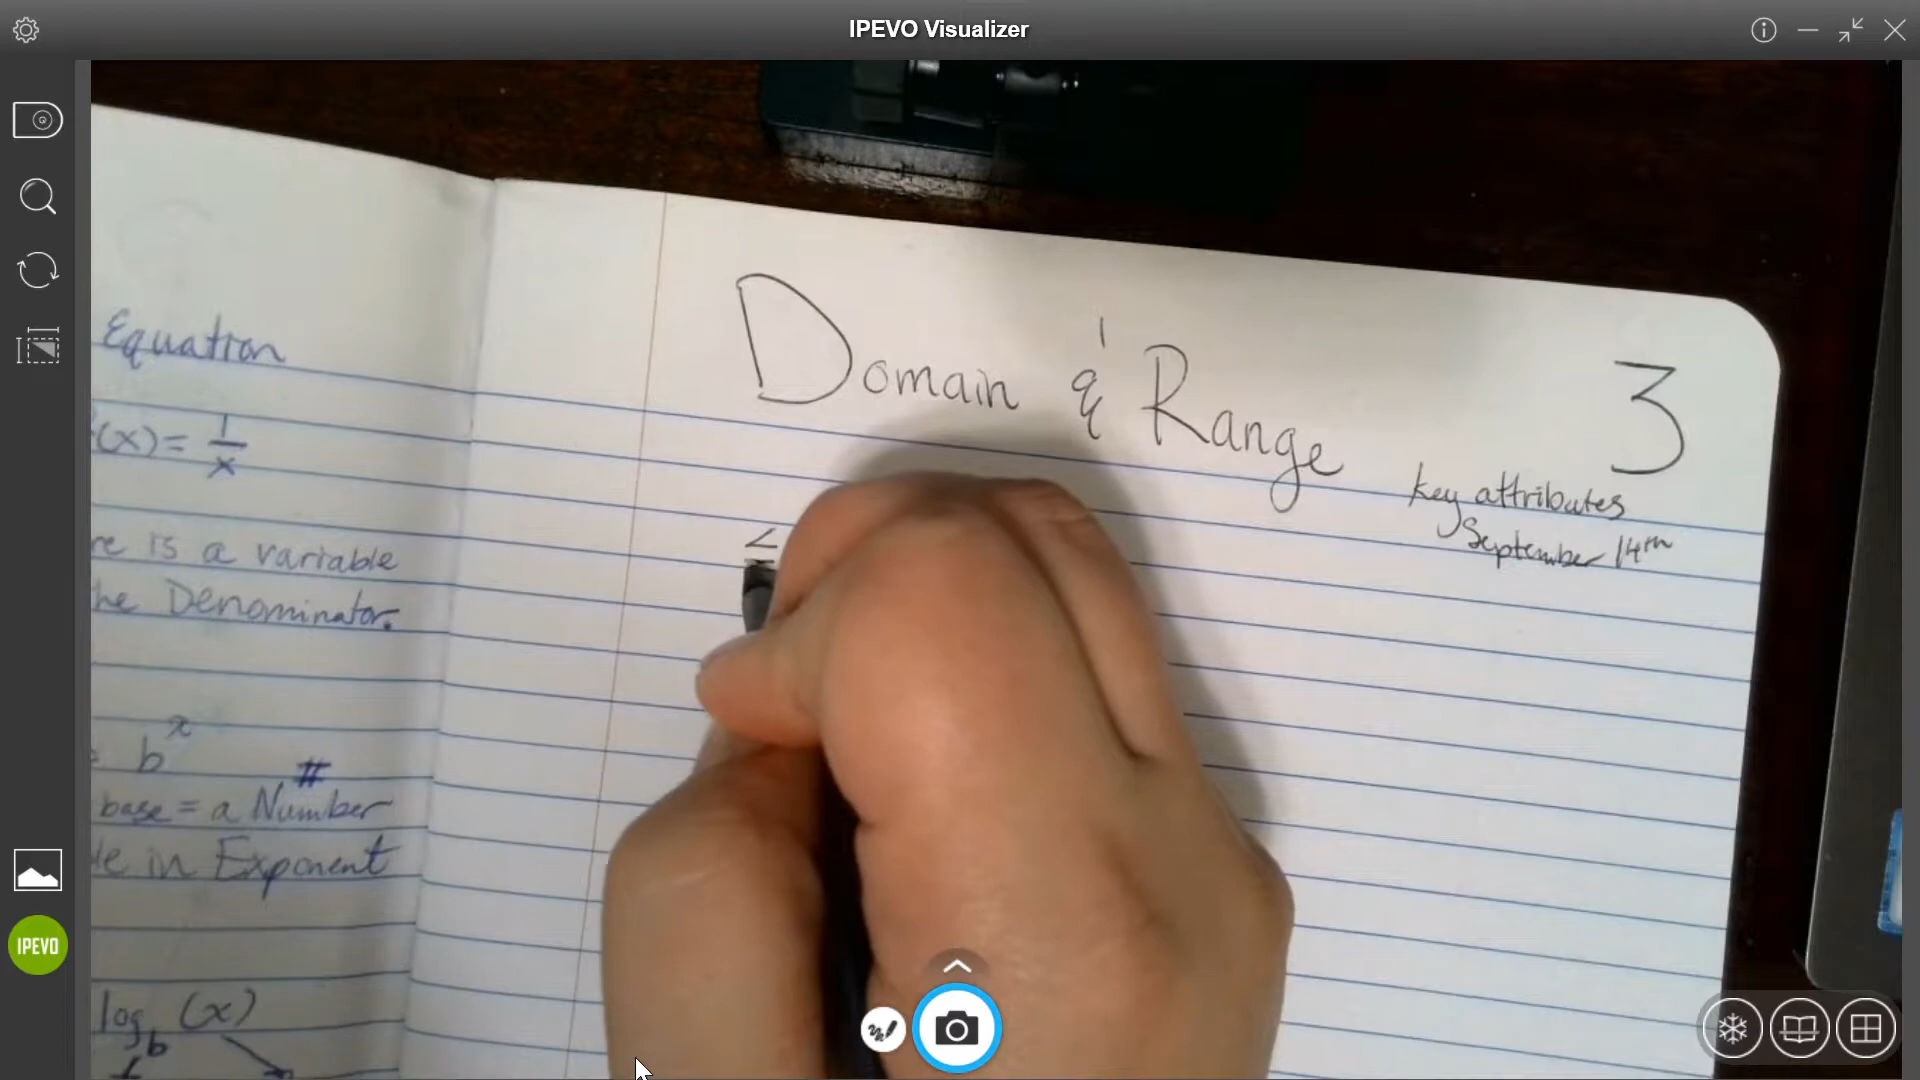 IPEVO Visualizer
Equation
(x) = 1/x
re is a variable
he Denominator.
= b^x
#
base = a Number
le in Exponent
log_b (x)
Domain & Range
3
key attributes
September 14th
<
IPEVO